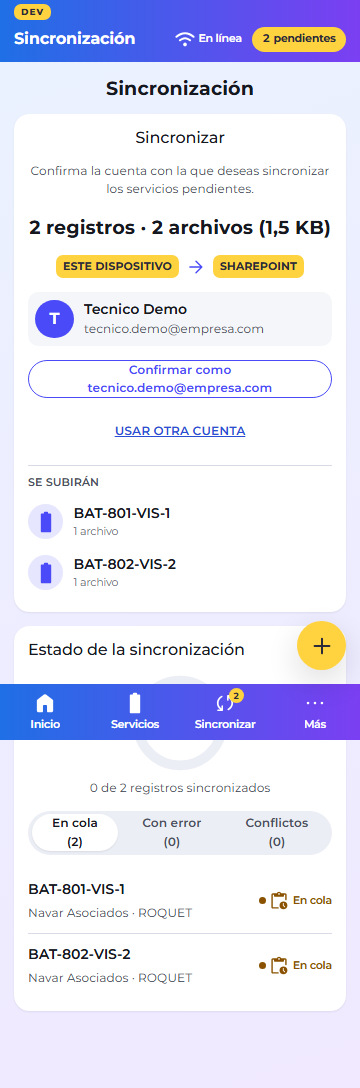 DEV
Sincronización
En línea
2 pendientes
Sincronización
Sincronizar
Confirma la cuenta con la que deseas sincronizar
los servicios pendientes.
2 registros · 2 archivos (1,5 KB)
ESTE DISPOSITIVO
SHAREPOINT
T
Tecnico Demo
tecnico.demo@empresa.com
Confirmar como
tecnico.demo@empresa.com
USAR OTRA CUENTA
SE SUBIRÁN
BAT-801-VIS-1
1 archivo
BAT-802-VIS-2
1 archivo
Estado de la sincronización
2
Inicio
Servicios
Sincronizar
Más
0 de 2 registros sincronizados
En cola
(2)
Con error
(0)
Conflictos
(0)
BAT-801-VIS-1
Navar Asociados · ROQUET
En cola
BAT-802-VIS-2
Navar Asociados · ROQUET
En cola